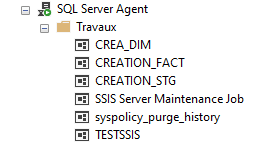 SQL Server Agent
Travaux
CREA_DIM
CREATION_FACT
CREATION_STG
SSIS Server Maintenance Job
syspolicy_purge_history
TESTSSIS